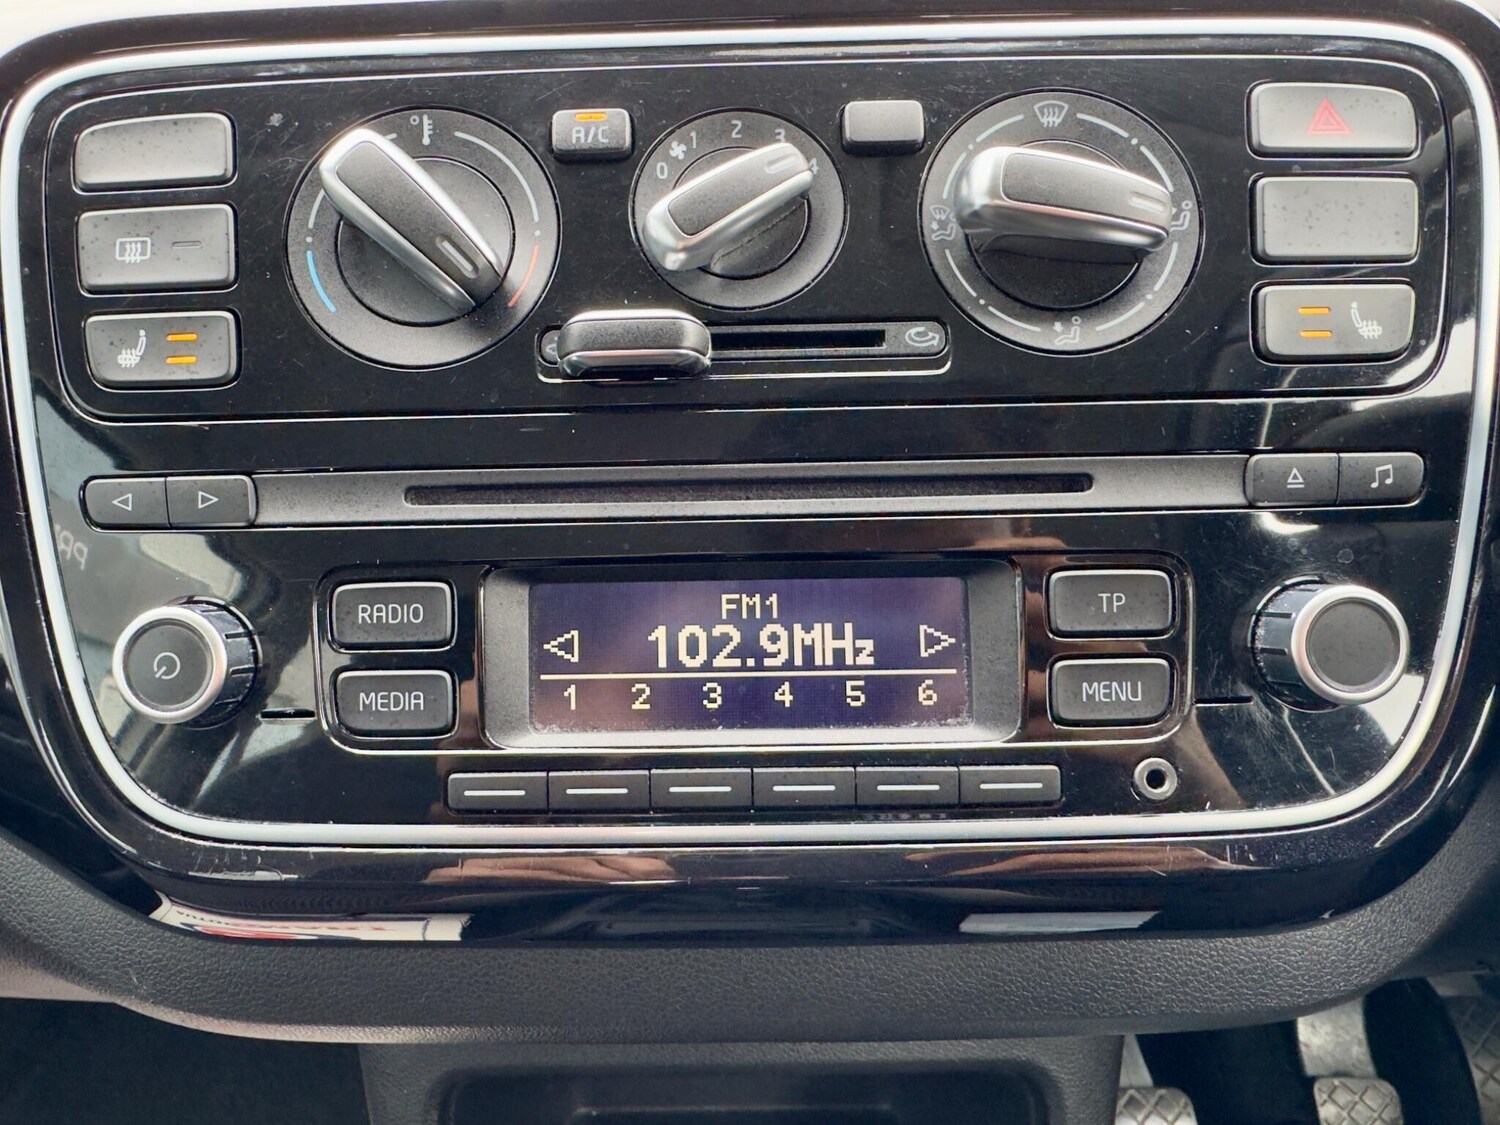 A/C
0 1 2 3 4
RADIO
TP
FM1
102.9MHz
MEDIA
MENU
1 2 3 4 5 6